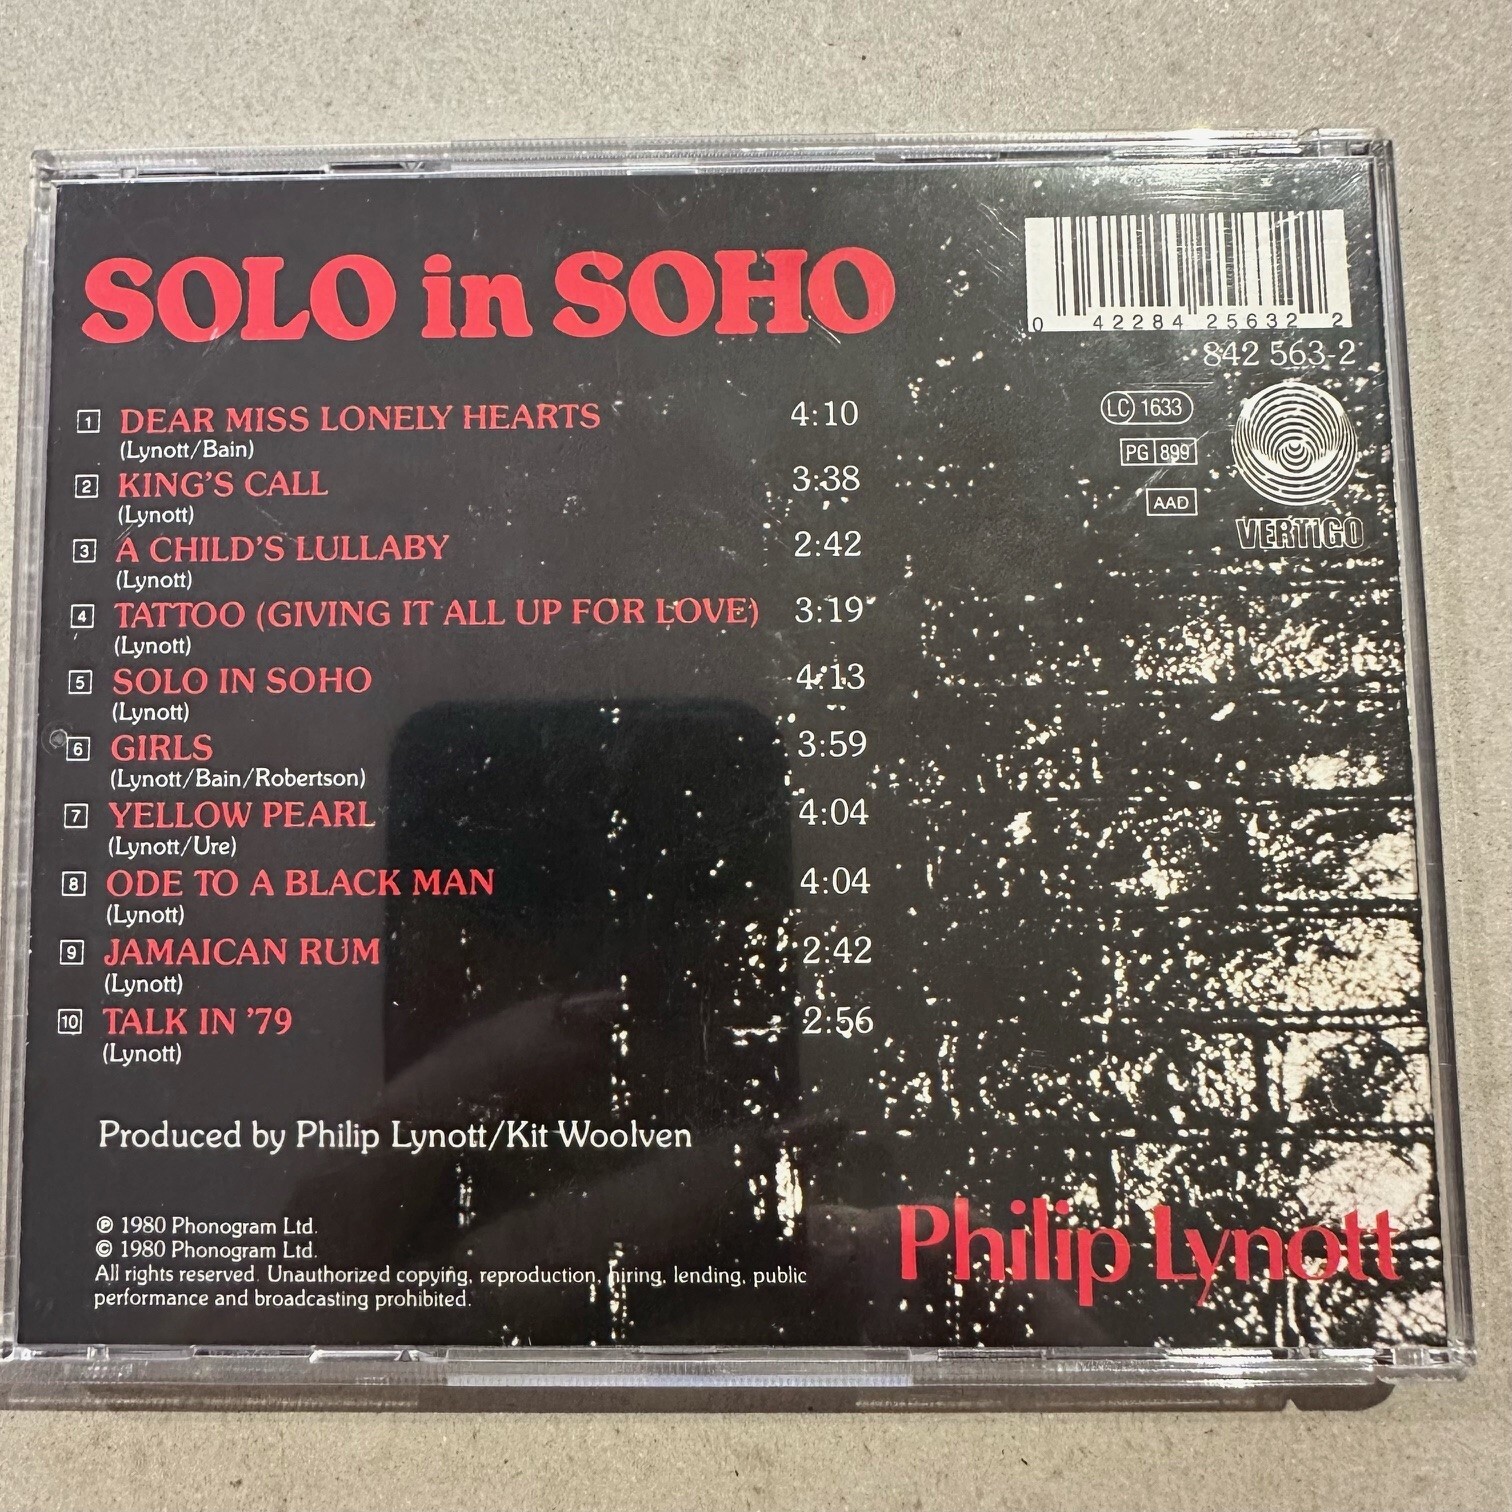 SOLO in SOHO
0 42284 25632 2
842 563-2
LC 1633
PG 899
AAD
VERTIGO
1 DEAR MISS LONELY HEARTS 4:10
(Lynott/Bain)
2 KING'S CALL 3:38
(Lynott)
3 A CHILD'S LULLABY 2:42
(Lynott)
4 TATTOO (GIVING IT ALL UP FOR LOVE) 3:19
(Lynott)
5 SOLO IN SOHO 4:13
(Lynott)
6 GIRLS 3:59
(Lynott/Bain/Robertson)
7 YELLOW PEARL 4:04
(Lynott/Ure)
8 ODE TO A BLACK MAN 4:04
(Lynott)
9 JAMAICAN RUM 2:42
(Lynott)
10 TALK IN '79 2:56
(Lynott)
Produced by Philip Lynott/Kit Woolven
℗ 1980 Phonogram Ltd.
© 1980 Phonogram Ltd.
All rights reserved. Unauthorized copying, reproduction, hiring, lending, public
performance and broadcasting prohibited.
Philip Lynott